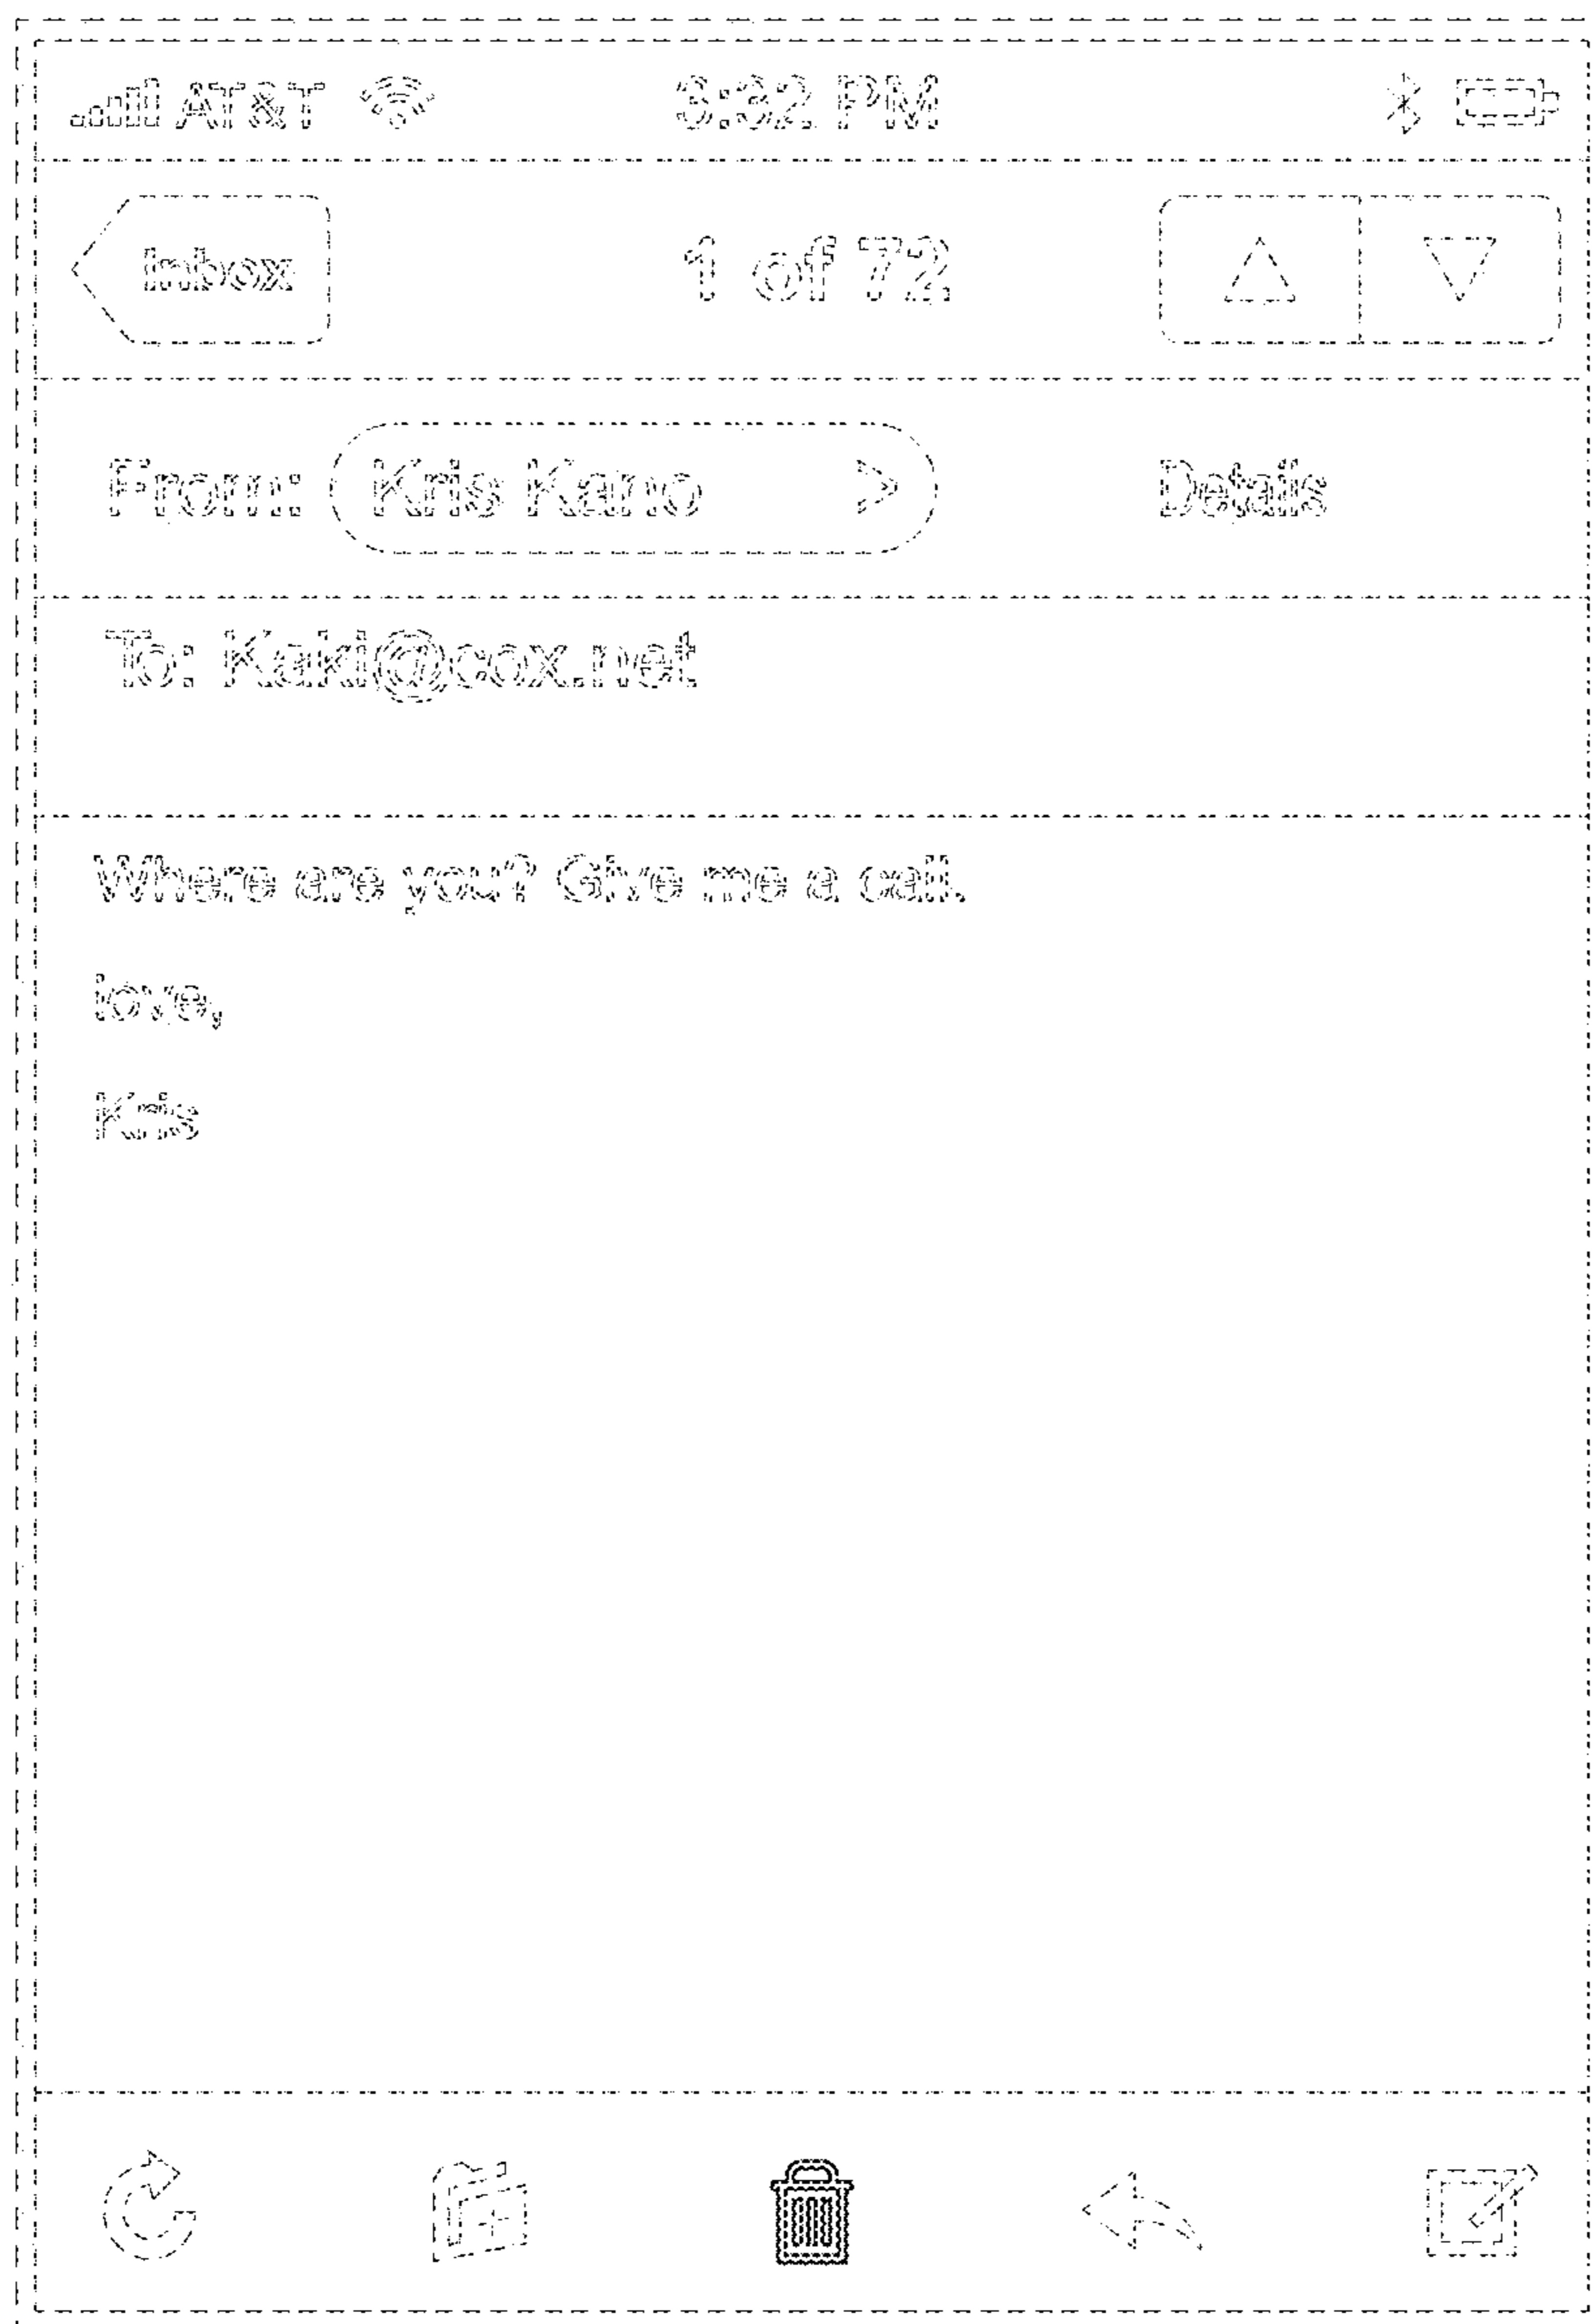 AT&T 3:32 PM
Inbox 1 of 72
From: Kris Kano > Details
To: Kaki@cox.net
Where are you? Give me a call.
love,
Kris